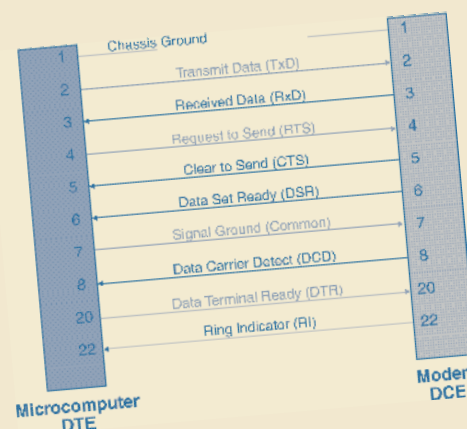 1 Chassis Ground 1
2 Transmit Data (TxD) 2
3 Received Data (RxD) 3
4 Request to Send (RTS) 4
5 Clear to Send (CTS) 5
6 Data Set Ready (DSR) 6
7 Signal Ground (Common) 7
8 Data Carrier Detect (DCD) 8
20 Data Terminal Ready (DTR) 20
22 Ring Indicator (RI) 22
Microcomputer
DTE
Modem
DCE